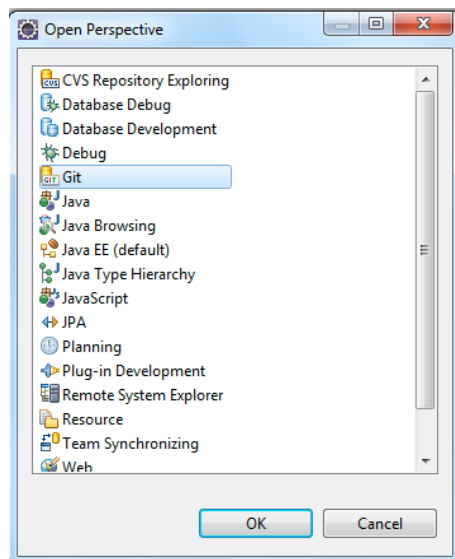 Open Perspective
CVS Repository Exploring
Database Debug
Database Development
Debug
Git
Java
Java Browsing
Java EE (default)
Java Type Hierarchy
JavaScript
JPA
Planning
Plug-in Development
Remote System Explorer
Resource
Team Synchronizing
Web
OK
Cancel